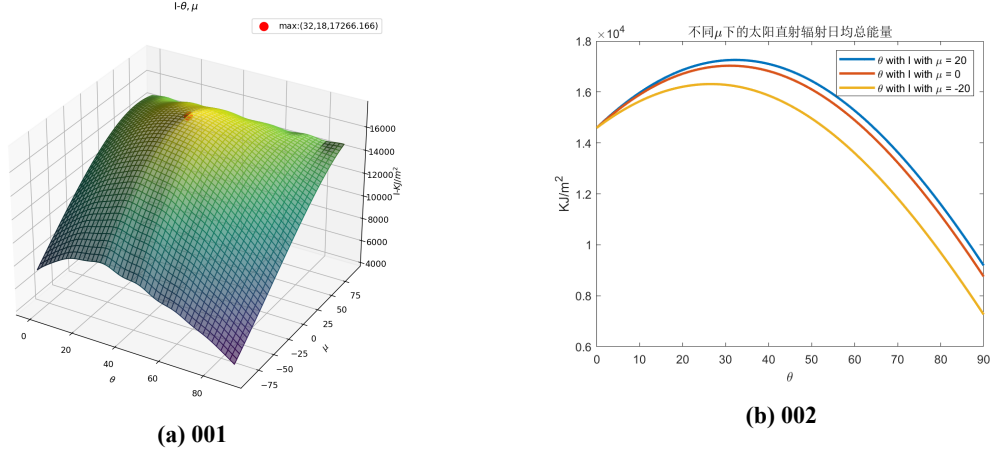 I-θ, μ
max:(32,18,17266.166)
16000
14000
12000
10000
8000
6000
4000
I-KJ/m²
0
20
40
60
80
θ
−75
−50
−25
0
25
50
75
μ
(a) 001
不同μ下的太阳直射辐射日均总能量
×10⁴
1.8
1.6
1.4
1.2
1
0.8
0.6
KJ/m²
θ with I with μ = 20
θ with I with μ = 0
θ with I with μ = -20
0 10 20 30 40 50 60 70 80 90
θ
(b) 002